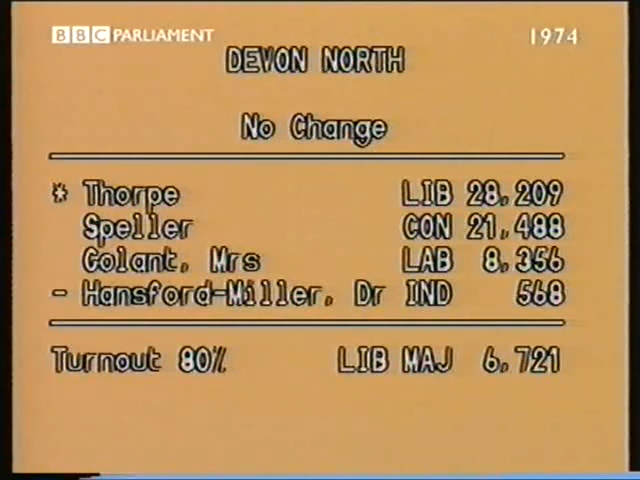 BBC PARLIAMENT 1974
DEVON NORTH
No Change
* Thorpe LIB 28,209
Speller CON 21,488
Golant, Mrs LAB 8,356
- Hansford-Miller, Dr IND 568
Turnout 80% LIB MAJ 6,721